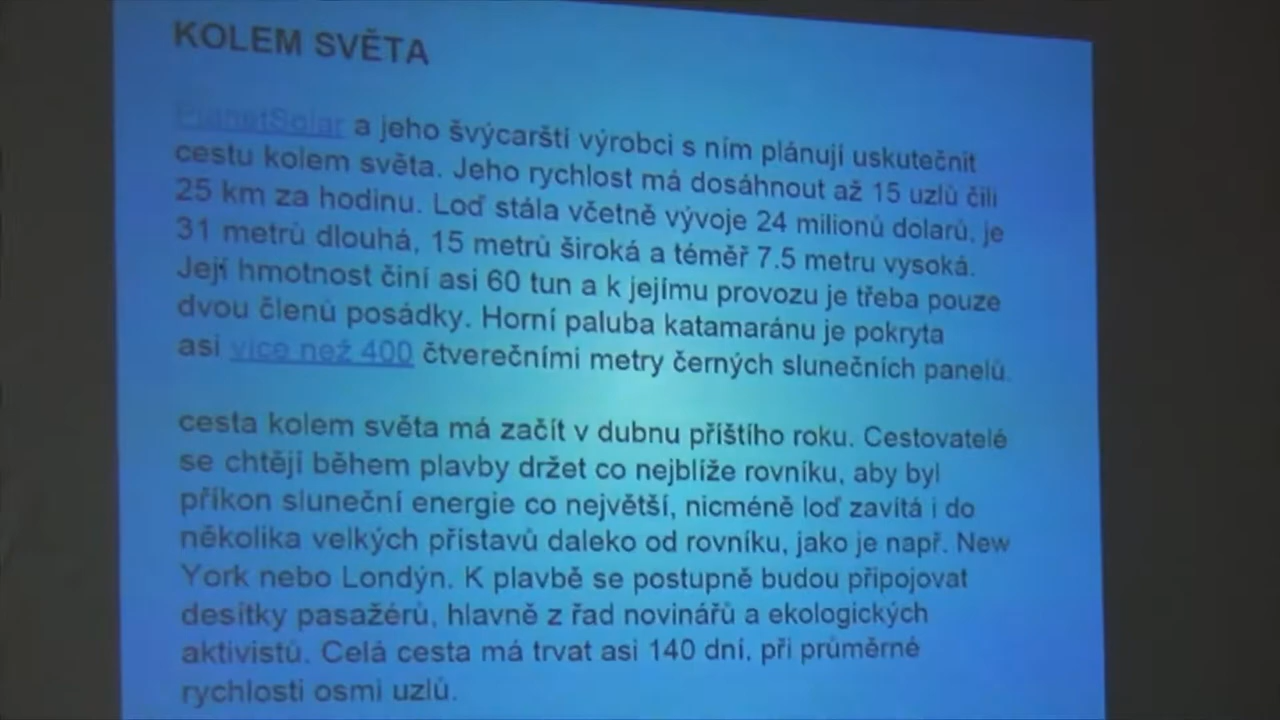 KOLEM SVĚTA
PlanetSolar a jeho švýcarští výrobci s ním plánují uskutečnit
cestu kolem světa. Jeho rychlost má dosáhnout až 15 uzlů čili
25 km za hodinu. Loď stála včetně vývoje 24 milionů dolarů, je
31 metrů dlouhá, 15 metrů široká a téměř 7.5 metru vysoká.
Její hmotnost činí asi 60 tun a k jejímu provozu je třeba pouze
dvou členů posádky. Horní paluba katamaránu je pokryta
asi více než 400 čtverečními metry černých slunečních panelů.
cesta kolem světa má začít v dubnu příštího roku. Cestovatelé
se chtějí během plavby držet co nejblíže rovníku, aby byl
příkon sluneční energie co největší, nicméně loď zavítá i do
několika velkých přístavů daleko od rovníku, jako je např. New
York nebo Londýn. K plavbě se postupně budou připojovat
desítky pasažérů, hlavně z řad novinářů a ekologických
aktivistů. Celá cesta má trvat asi 140 dní, při průměrné
rychlosti osmi uzlů.